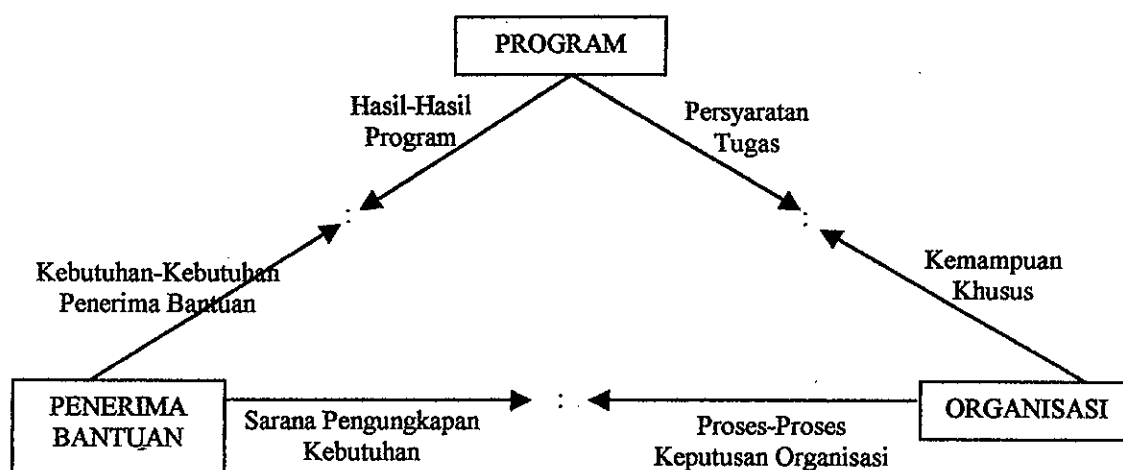 PROGRAM
Hasil-Hasil
Program
Persyaratan
Tugas
:
:
Kebutuhan-Kebutuhan
Penerima Bantuan
Kemampuan
Khusus
PENERIMA
BANTUAN
Sarana Pengungkapan
Kebutuhan
:
Proses-Proses
Keputusan Organisasi
ORGANISASI